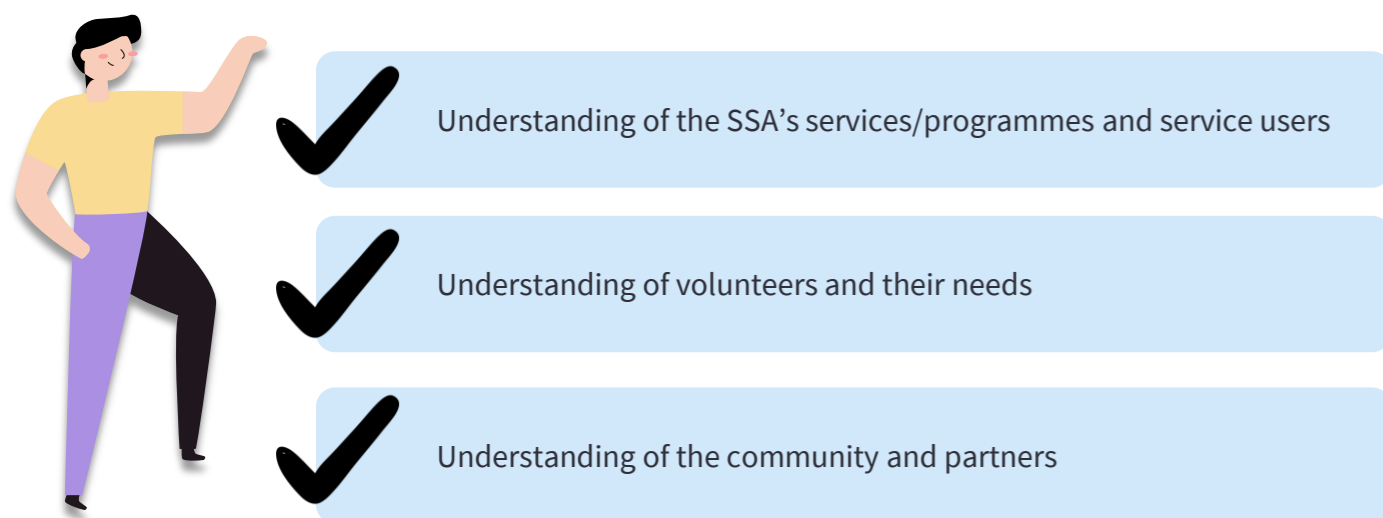 Understanding of the SSA’s services/programmes and service users
Understanding of volunteers and their needs
Understanding of the community and partners